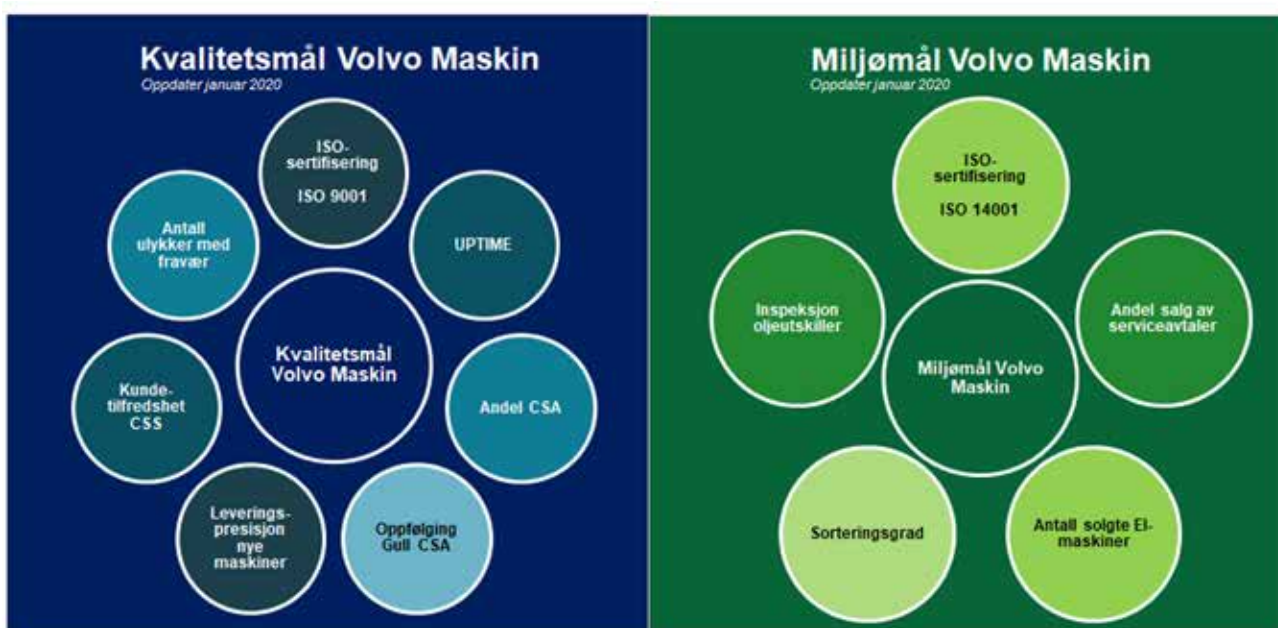 Kvalitetsmål Volvo Maskin
Oppdater januar 2020
ISO-
sertifisering
ISO 9001
UPTIME
Andel CSA
Oppfølging
Gull CSA
Leverings-
presisjon
nye
maskiner
Kunde-
tilfredshet
CSS
Antall
ulykker med
fravær
Kvalitetsmål
Volvo Maskin
Miljømål Volvo Maskin
Oppdater januar 2020
ISO-
sertifisering
ISO 14001
Andel salg av
serviceavtaler
Antall solgte El-
maskiner
Sorteringsgrad
Inspeksjon
oljeutskiller
Miljømål Volvo
Maskin